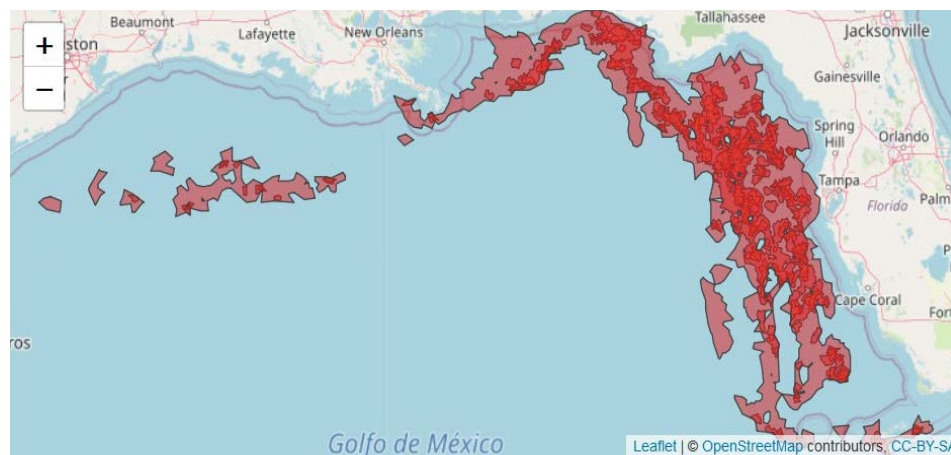 +
−
Beaumont
Lafayette
New Orleans
Tallahassee
Jacksonville
ston
Gainesville
Spring
Hill
Orlando
Tampa
Florida
Palm
Cape Coral
Fort
ros
Golfo de México
Leaflet | © OpenStreetMap contributors, CC-BY-SA